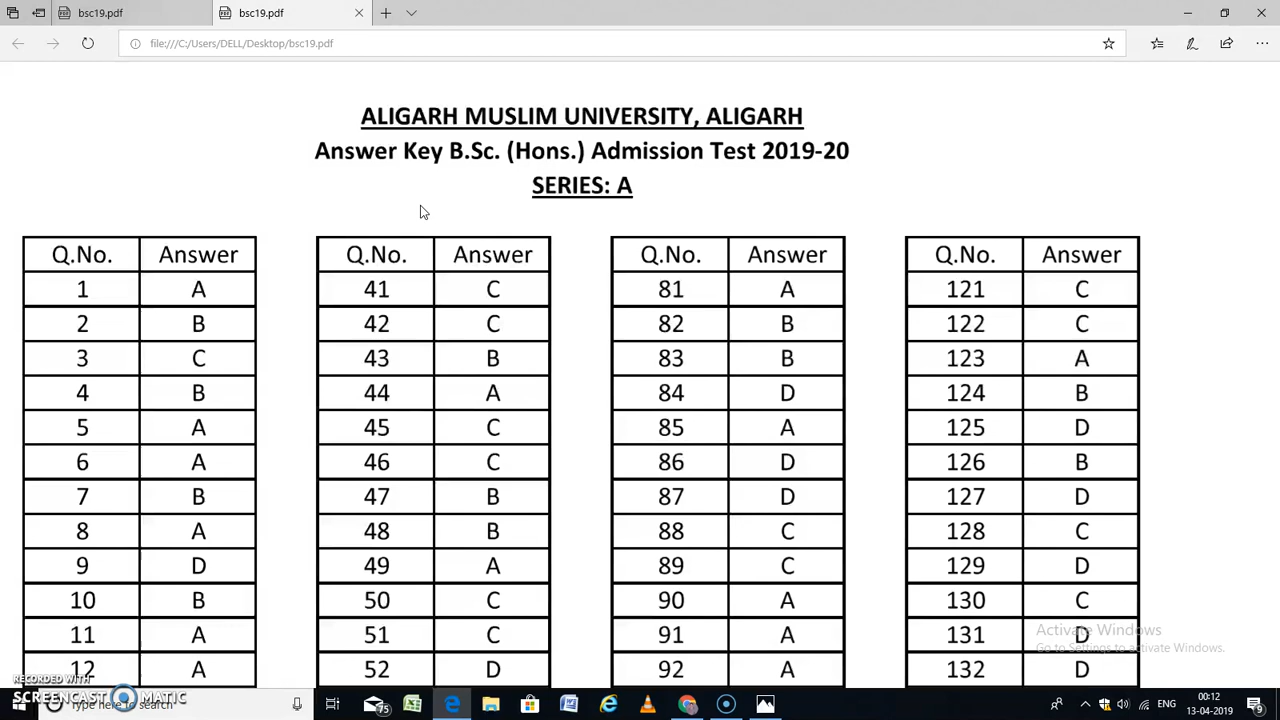 bsc19.pdf
bsc19.pdf
file:///C:/Users/DELL/Desktop/bsc19.pdf
ALIGARH MUSLIM UNIVERSITY, ALIGARH
Answer Key B.Sc. (Hons.) Admission Test 2019-20
SERIES: A
Q.No. Answer Q.No. Answer Q.No. Answer Q.No. Answer
1 A 41 C 81 A 121 C
2 B 42 C 82 B 122 C
3 C 43 B 83 B 123 A
4 B 44 A 84 D 124 B
5 A 45 C 85 A 125 D
6 A 46 C 86 D 126 B
7 B 47 B 87 D 127 D
8 A 48 B 88 C 128 C
9 D 49 A 89 C 129 D
10 B 50 C 90 A 130 C
11 A 51 C 91 A 131 D
12 A 52 D 92 A 132 D
Activate Windows
Go to Settings to activate Windows.
RECORDED WITH
SCREENCAST MATIC
Type here to search
75
00:12
13-04-2019